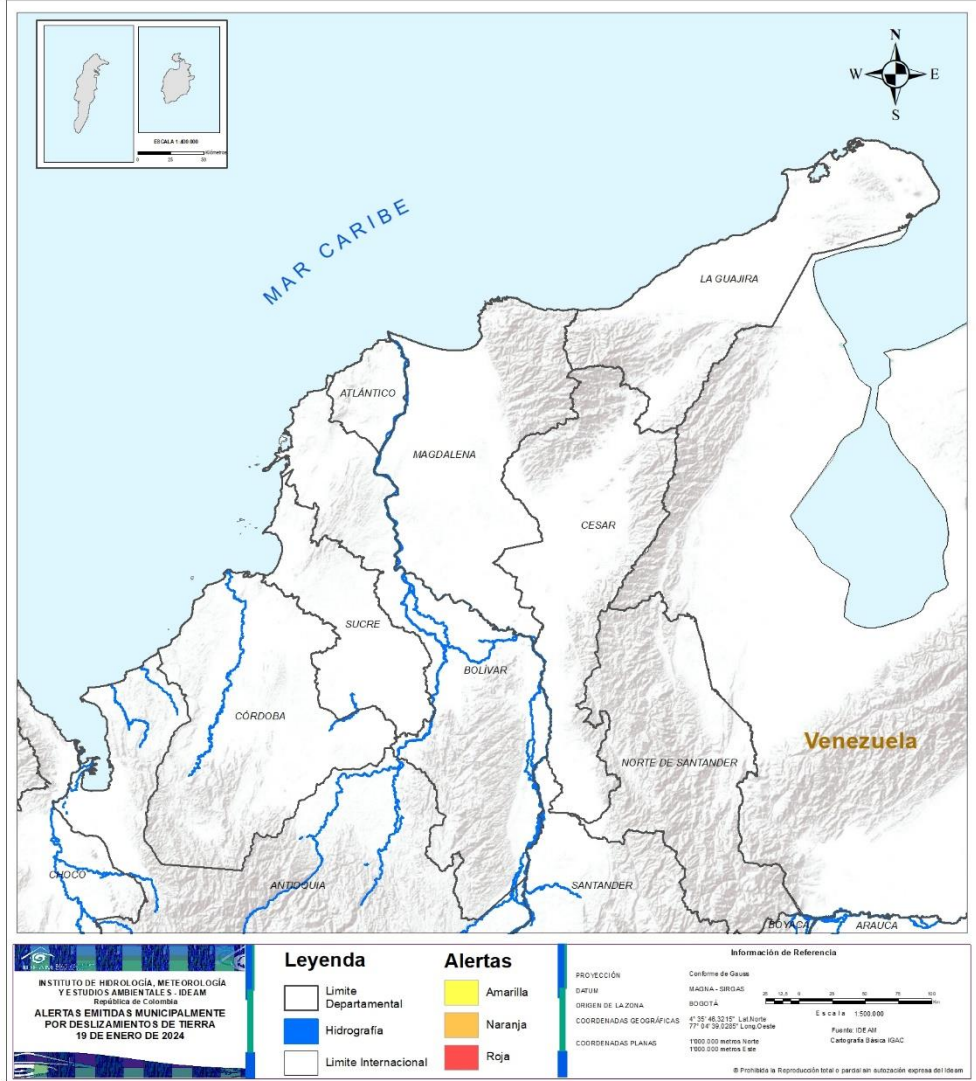 ESCALA 1:400.000
N
W E
S
MAR CARIBE
LA GUAJIRA
ATLÁNTICO
MAGDALENA
CESAR
SUCRE
BOLÍVAR
CÓRDOBA
Venezuela
NORTE DE SANTANDER
CHOCÓ
ANTIOQUIA
SANTANDER
BOYACÁ
ARAUCA
INSTITUTO DE HIDROLOGÍA, METEOROLOGÍA
Y ESTUDIOS AMBIENTALES - IDEAM
República de Colombia
ALERTAS EMITIDAS MUNICIPALMENTE
POR DESLIZAMIENTOS DE TIERRA
19 DE ENERO DE 2024
Leyenda
Limite
Departamental
Hidrografía
Limite Internacional
Alertas
Amarilla
Naranja
Roja
Información de Referencia
PROYECCIÓN Conforme de Gauss
DATUM MAGNA - SIRGAS
ORIGEN DE LA ZONA BOGOTÁ
COORDENADAS GEOGRÁFICAS 4° 35' 46.3215" Lat.Norte
77° 04' 39.0285" Long.Oeste
COORDENADAS PLANAS 1'000.000 metros Norte
1'000.000 metros Este
Escala 1:500.000
Fuente: IDEAM
Cartografía Básica IGAC
© Prohibida la Reproducción total o parcial sin autozación expresa del Ideam